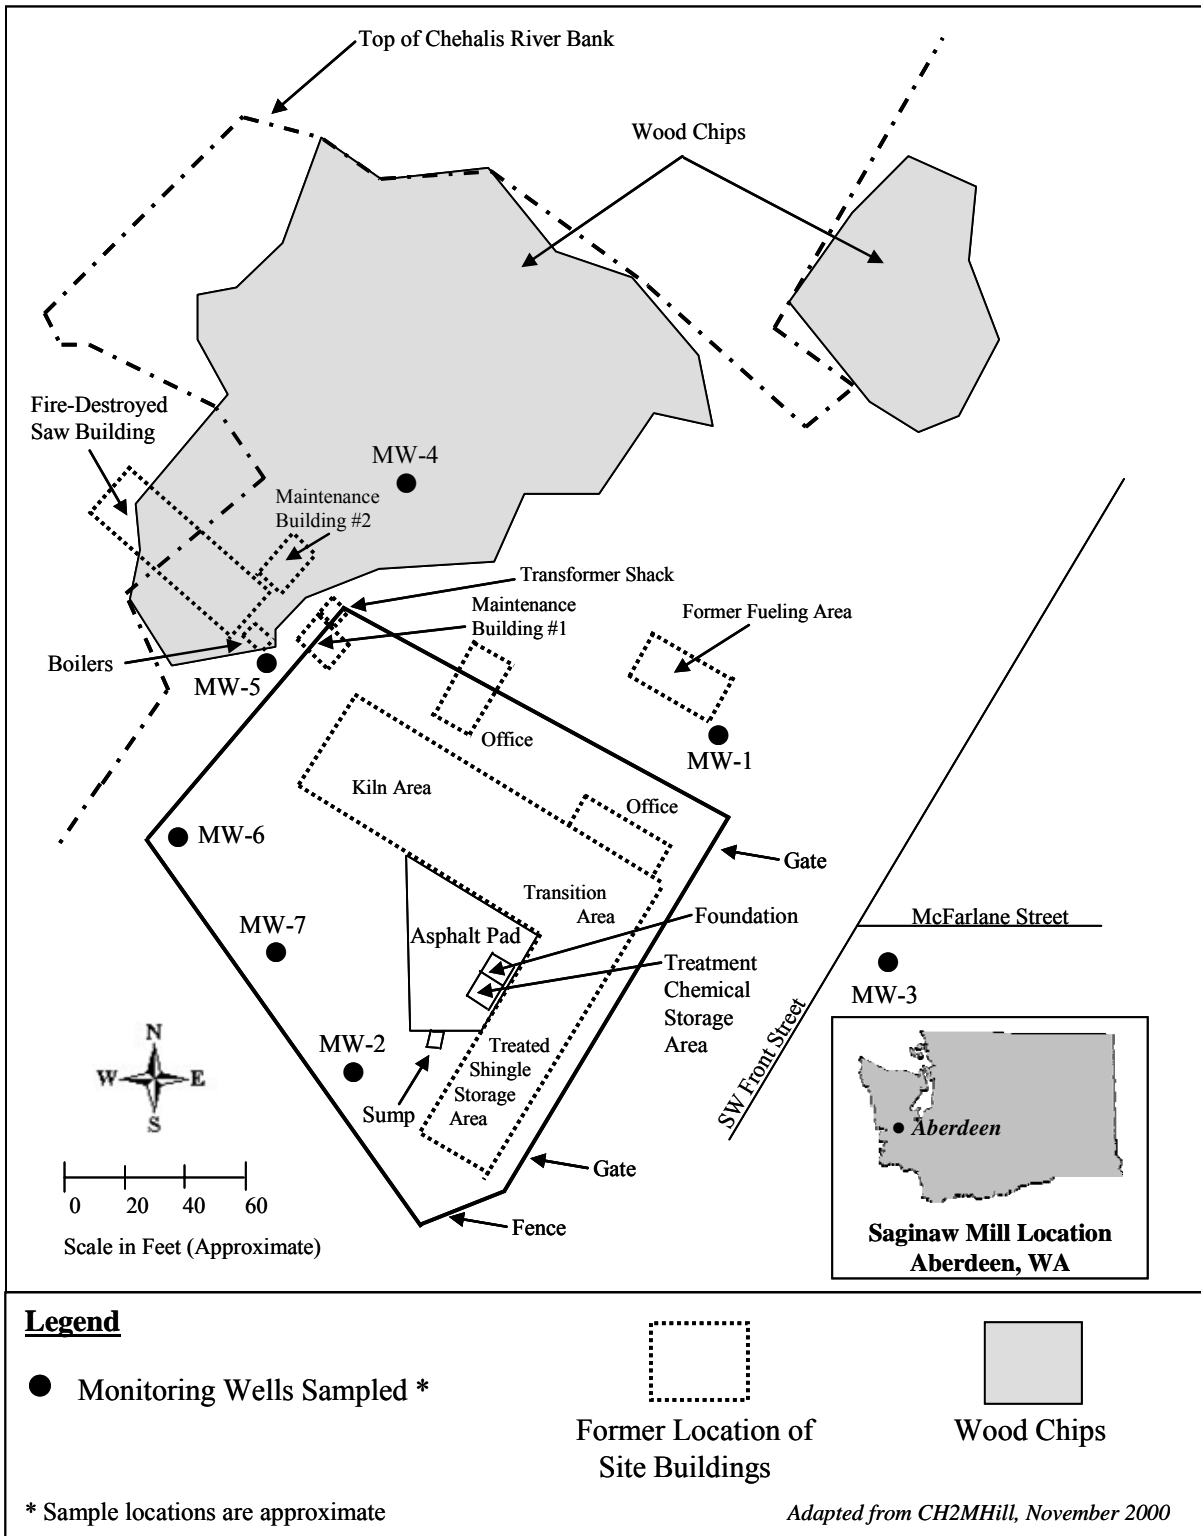 Top of Chehalis River Bank
Wood Chips
Fire-Destroyed
Saw Building
MW-4
Maintenance
Building #2
Transformer Shack
Maintenance
Building #1
Former Fueling Area
Boilers
MW-5
Office
MW-1
Kiln Area
Office
MW-6
Gate
Transition
Area
Foundation
McFarlane Street
MW-7
Asphalt Pad
Treatment
Chemical
Storage
Area
MW-3
SW Front Street
N
W E
S
MW-2
Treated
Shingle
Storage
Area
Sump
Aberdeen
Gate
0 20 40 60
Fence
Scale in Feet (Approximate)
Saginaw Mill Location
Aberdeen, WA
Legend
Monitoring Wells Sampled *
Former Location of
Site Buildings
Wood Chips
* Sample locations are approximate
Adapted from CH2MHill, November 2000